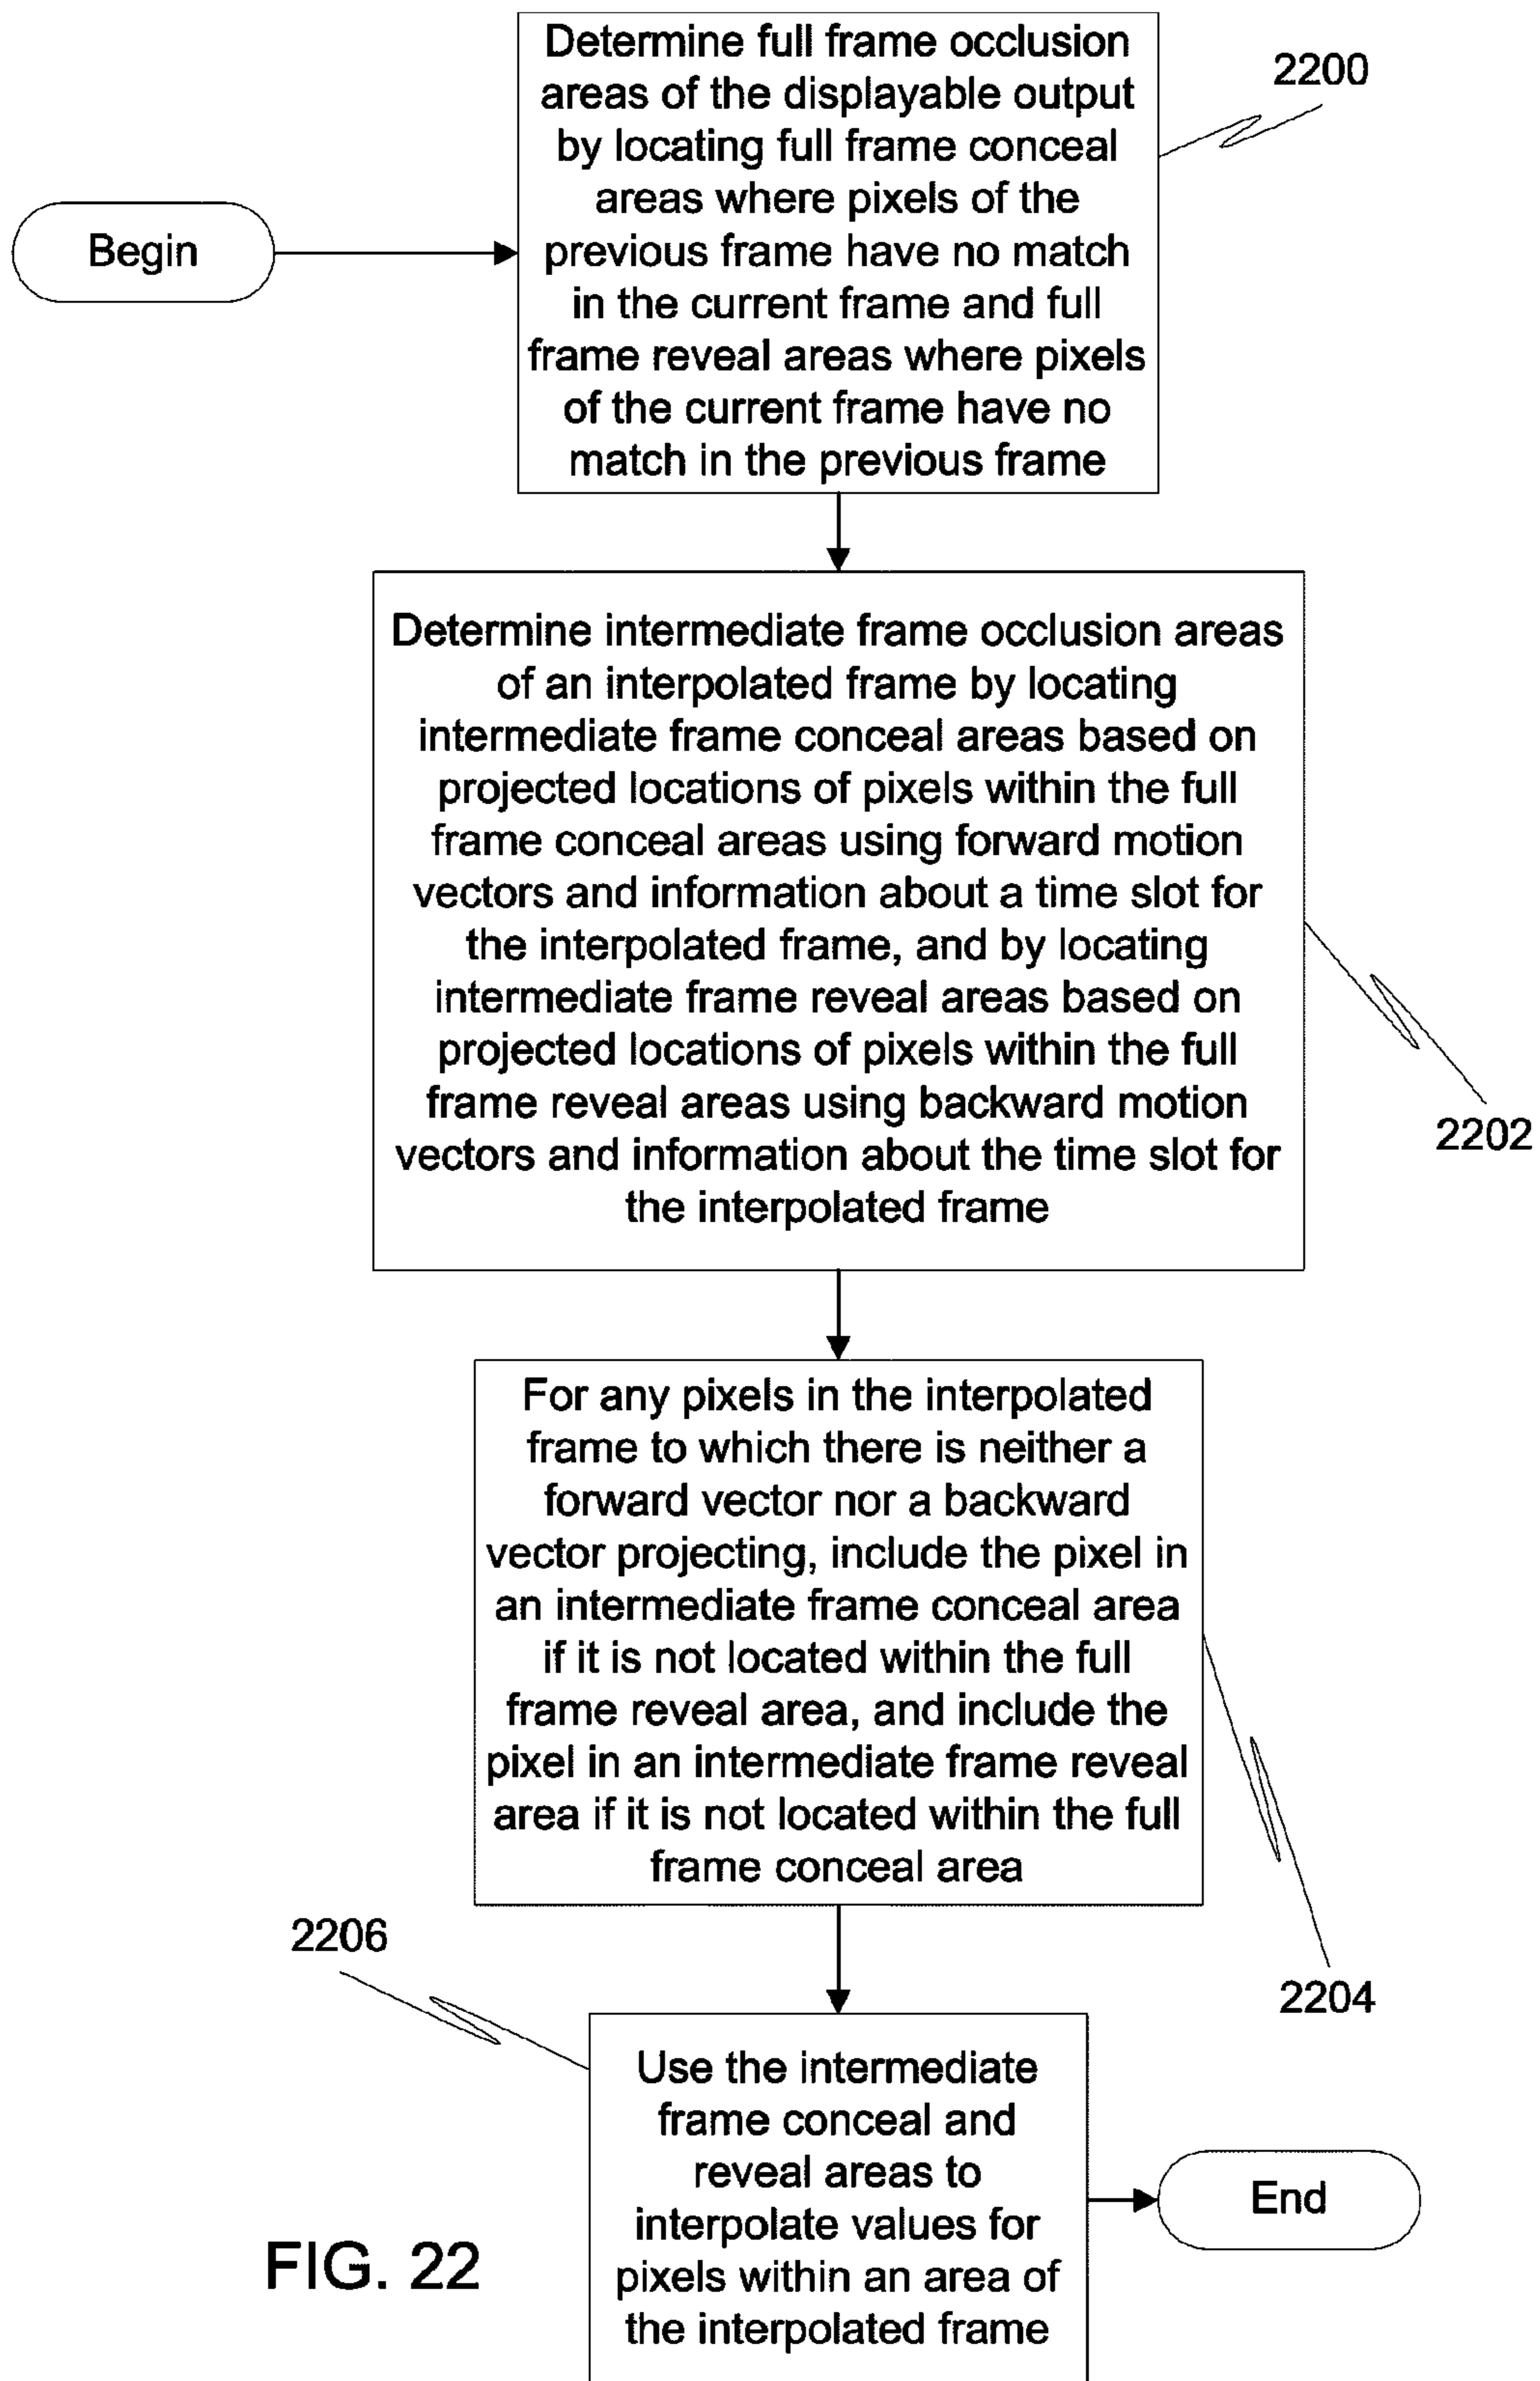 Begin
Determine full frame occlusion
areas of the displayable output
by locating full frame conceal
areas where pixels of the
previous frame have no match
in the current frame and full
frame reveal areas where pixels
of the current frame have no
match in the previous frame
2200
Determine intermediate frame occlusion areas
of an interpolated frame by locating
intermediate frame conceal areas based on
projected locations of pixels within the full
frame conceal areas using forward motion
vectors and information about a time slot for
the interpolated frame, and by locating
intermediate frame reveal areas based on
projected locations of pixels within the full
frame reveal areas using backward motion
vectors and information about the time slot for
the interpolated frame
2202
For any pixels in the interpolated
frame to which there is neither a
forward vector nor a backward
vector projecting, include the pixel in
an intermediate frame conceal area
if it is not located within the full
frame reveal area, and include the
pixel in an intermediate frame reveal
area if it is not located within the full
frame conceal area
2204
2206
Use the intermediate
frame conceal and
reveal areas to
interpolate values for
pixels within an area of
the interpolated frame
End
FIG. 22